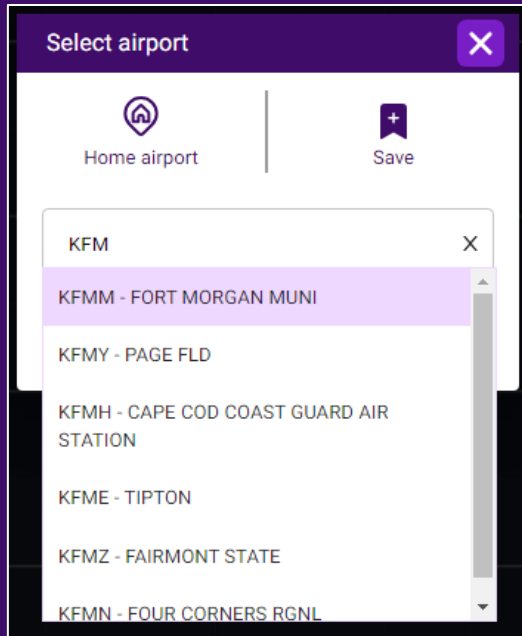 Select airport
Home airport
Save
KFM
KFMM - FORT MORGAN MUNI
KFMY - PAGE FLD
KFMH - CAPE COD COAST GUARD AIR
STATION
KFME - TIPTON
KFMZ - FAIRMONT STATE
KFMN - FOUR CORNERS RGNL